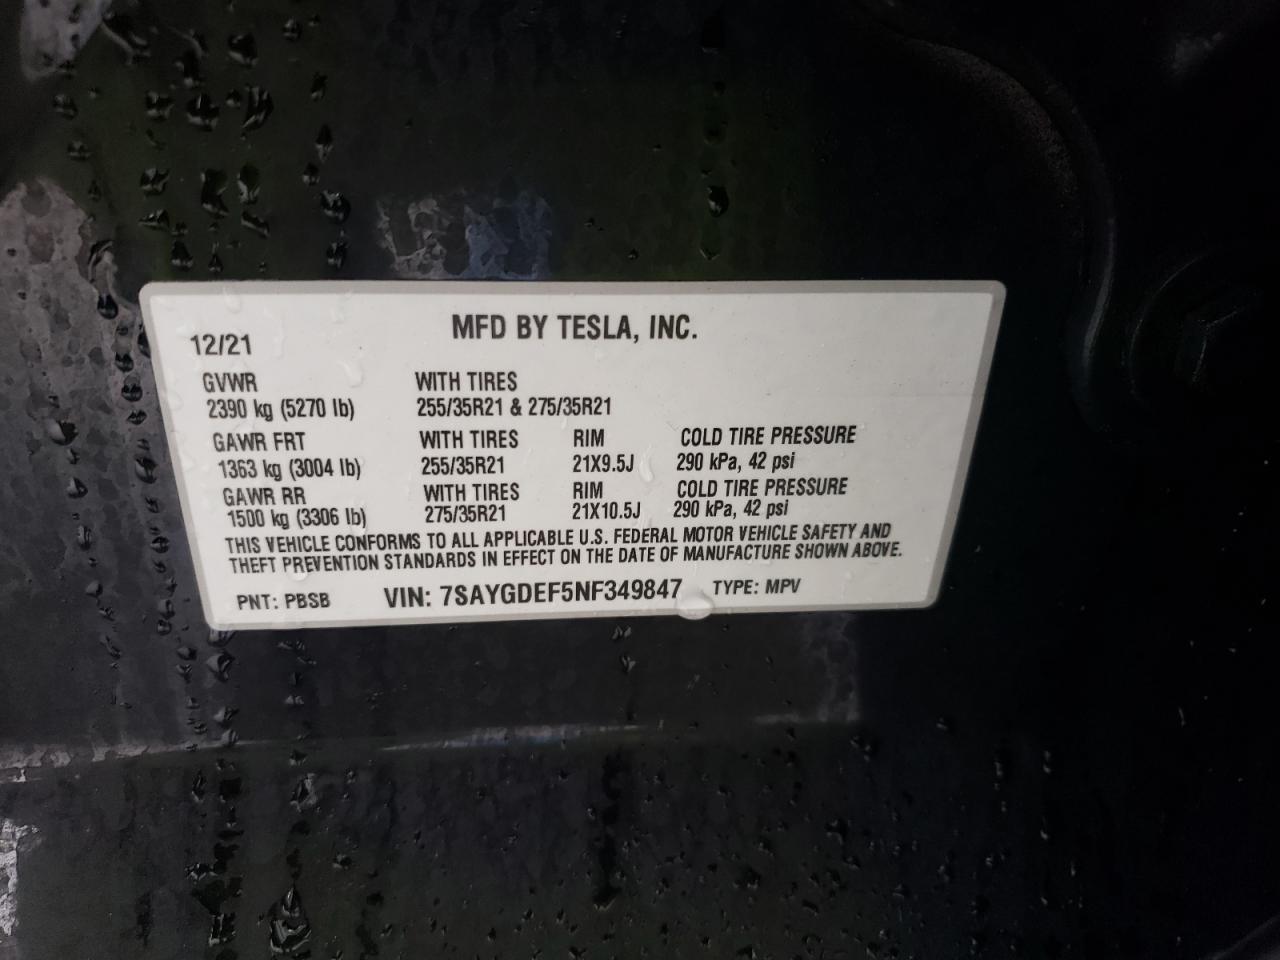 12/21 MFD BY TESLA, INC.
GVWR WITH TIRES
2390 kg (5270 lb) 255/35R21 & 275/35R21
GAWR FRT WITH TIRES RIM COLD TIRE PRESSURE
1363 kg (3004 lb) 255/35R21 21X9.5J 290 kPa, 42 psi
GAWR RR WITH TIRES RIM COLD TIRE PRESSURE
1500 kg (3306 lb) 275/35R21 21X10.5J 290 kPa, 42 psi
THIS VEHICLE CONFORMS TO ALL APPLICABLE U.S. FEDERAL MOTOR VEHICLE SAFETY AND
THEFT PREVENTION STANDARDS IN EFFECT ON THE DATE OF MANUFACTURE SHOWN ABOVE.
PNT: PBSB VIN: 7SAYGDEF5NF349847 TYPE: MPV